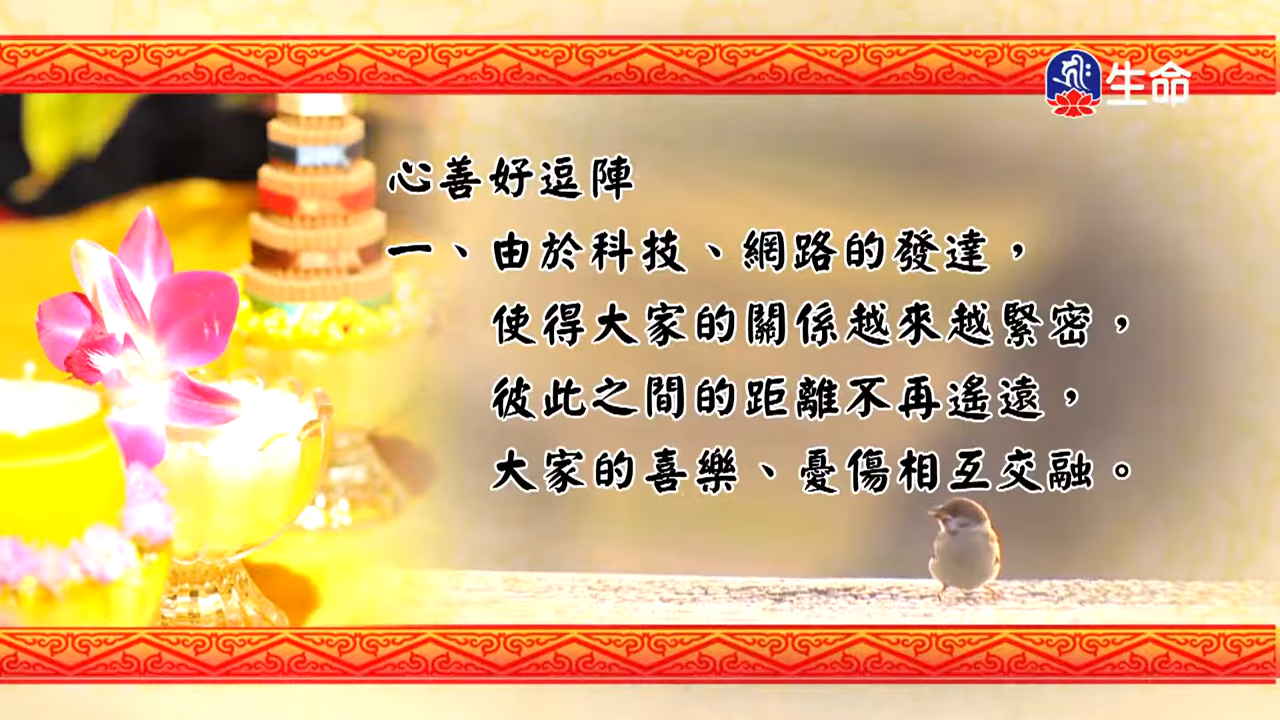 生命
心善好逗陣
一、由於科技、網路的發達，
使得大家的關係越來越緊密，
彼此之間的距離不再遙遠，
大家的喜樂、憂傷相互交融。